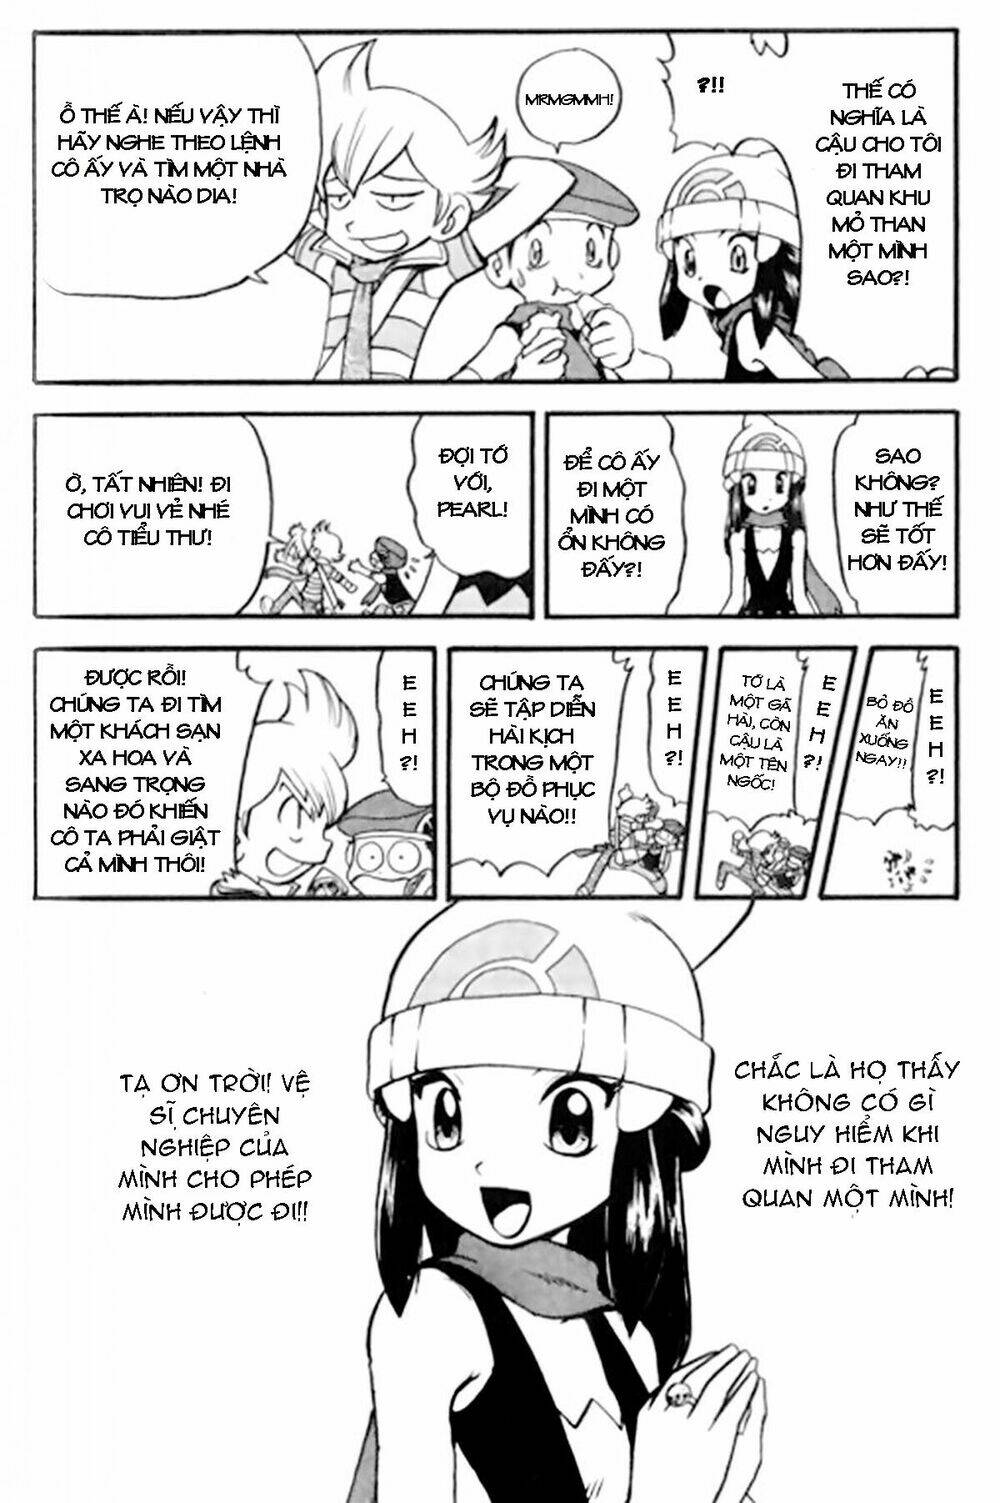 THẾ CÓ
NGHĨA LÀ
CẬU CHO TÔI
ĐI THAM
QUAN KHU
MỎ THAN
MỘT MÌNH
SAO?!
?!!
MRMGMMH!
Ồ THẾ À! NẾU VẬY THÌ
HÃY NGHE THEO LỆNH
CÔ ẤY VÀ TÌM MỘT NHÀ
TRỌ NÀO DIA!
SAO
KHÔNG?
NHƯ THẾ
SẼ TỐT
HƠN ĐẤY!
ĐỂ CÔ ẤY
ĐI MỘT
MÌNH CÓ
ỔN KHÔNG
ĐẤY?!
ĐỢI TỚ
VỚI,
PEARL!
Ờ, TẤT NHIÊN! ĐI
CHƠI VUI VẺ NHÉ
CÔ TIỂU THƯ!
E
E
H
?!
BỎ ĐỒ
ĂN
XUỐNG
NGAY!!
E
E
H
?!
TỚ LÀ
MỘT GÃ
HÀI, CÒN
CẬU LÀ
MỘT TÊN
NGỐC!
E
E
H
?!
CHÚNG TA
SẼ TẬP DIỄN
HÀI KỊCH
TRONG MỘT
BỘ ĐỒ PHỤC
VỤ NÀO!!
E
E
H
?!
ĐƯỢC RỒI!
CHÚNG TA ĐI TÌM
MỘT KHÁCH SẠN
XA HOA VÀ
SANG TRỌNG
NÀO ĐÓ KHIẾN
CÔ TA PHẢI GIẬT
CẢ MÌNH THÔI!
CHẮC LÀ HỌ THẤY
KHÔNG CÓ GÌ
NGUY HIỂM KHI
MÌNH ĐI THAM
QUAN MỘT MÌNH!
TẠ ƠN TRỜI! VỆ
SĨ CHUYÊN
NGHIỆP CỦA
MÌNH CHO PHÉP
MÌNH ĐƯỢC ĐI!!